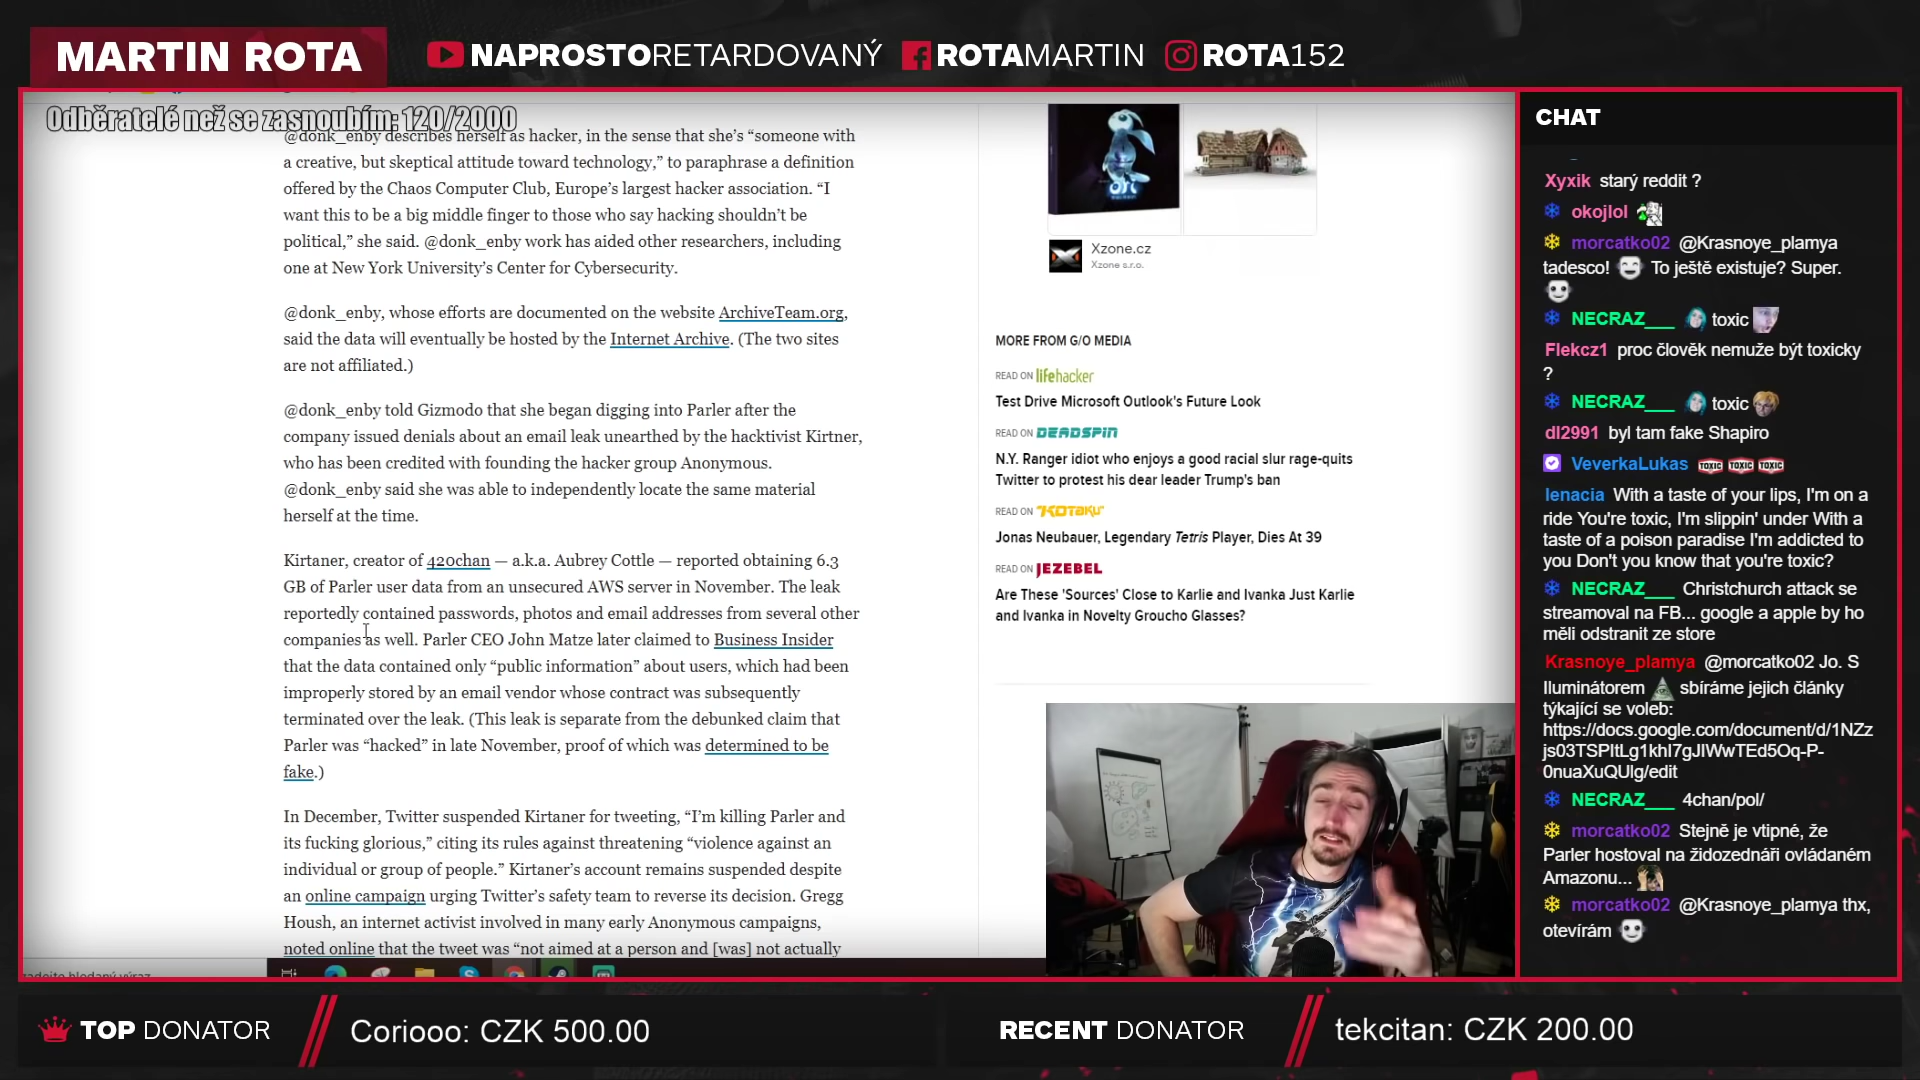 MARTIN ROTA
NAPROSTORETARDOVANÝ
ROTAMARTIN
ROTA152
Odběratelé než se zasnoubím: 120/2000
@donk_enby describes herself as hacker, in the sense that she's “someone with
a creative, but skeptical attitude toward technology,” to paraphrase a definition
offered by the Chaos Computer Club, Europe's largest hacker association. “I
want this to be a big middle finger to those who say hacking shouldn't be
political,” she said. @donk_enby work has aided other researchers, including
one at New York University's Center for Cybersecurity.
@donk_enby, whose efforts are documented on the website ArchiveTeam.org,
said the data will eventually be hosted by the Internet Archive. (The two sites
are not affiliated.)
@donk_enby told Gizmodo that she began digging into Parler after the
company issued denials about an email leak unearthed by the hacktivist Kirtner,
who has been credited with founding the hacker group Anonymous.
@donk_enby said she was able to independently locate the same material
herself at the time.
Kirtaner, creator of 420chan — a.k.a. Aubrey Cottle — reported obtaining 6.3
GB of Parler user data from an unsecured AWS server in November. The leak
reportedly contained passwords, photos and email addresses from several other
companies as well. Parler CEO John Matze later claimed to Business Insider
that the data contained only “public information” about users, which had been
improperly stored by an email vendor whose contract was subsequently
terminated over the leak. (This leak is separate from the debunked claim that
Parler was “hacked” in late November, proof of which was determined to be
fake.)
In December, Twitter suspended Kirtaner for tweeting, “I'm killing Parler and
its fucking glorious,” citing its rules against threatening “violence against an
individual or group of people.” Kirtaner's account remains suspended despite
an online campaign urging Twitter's safety team to reverse its decision. Gregg
Housh, an internet activist involved in many early Anonymous campaigns,
noted online that the tweet was “not aimed at a person and [was] not actually
zadejte hledaný výraz
ori
Xzone.cz
Xzone s.r.o.
MORE FROM G/O MEDIA
READ ON lifehacker
Test Drive Microsoft Outlook's Future Look
READ ON DEADSPIN
N.Y. Ranger idiot who enjoys a good racial slur rage-quits
Twitter to protest his dear leader Trump's ban
READ ON KOTAKU
Jonas Neubauer, Legendary Tetris Player, Dies At 39
READ ON JEZEBEL
Are These 'Sources' Close to Karlie and Ivanka Just Karlie
and Ivanka in Novelty Groucho Glasses?
CHAT
Xyxik starý reddit ?
okojlol
morcatko02 @Krasnoye_plamya
tadesco! To ještě existuje? Super.
NECRAZ___ toxic
Flekcz1 proc člověk nemuže být toxicky
?
NECRAZ___ toxic
dl2991 byl tam fake Shapiro
VeverkaLukas TOXIC TOXIC TOXIC
lenacia With a taste of your lips, I'm on a
ride You're toxic, I'm slippin' under With a
taste of a poison paradise I'm addicted to
you Don't you know that you're toxic?
NECRAZ___ Christchurch attack se
streamoval na FB... google a apple by ho
měli odstranit ze store
Krasnoye_plamya @morcatko02 Jo. S
Iluminátorem sbíráme jejich články
týkající se voleb:
https://docs.google.com/document/d/1NZz
js03TSPItLg1khI7gJIWwTEd5Oq-P-
0nuaXuQUlg/edit
NECRAZ___ 4chan/pol/
morcatko02 Stejně je vtipné, že
Parler hostoval na židozednáři ovládaném
Amazonu...
morcatko02 @Krasnoye_plamya thx,
otevírám
TOP DONATOR
Coriooo: CZK 500.00
RECENT DONATOR
tekcitan: CZK 200.00